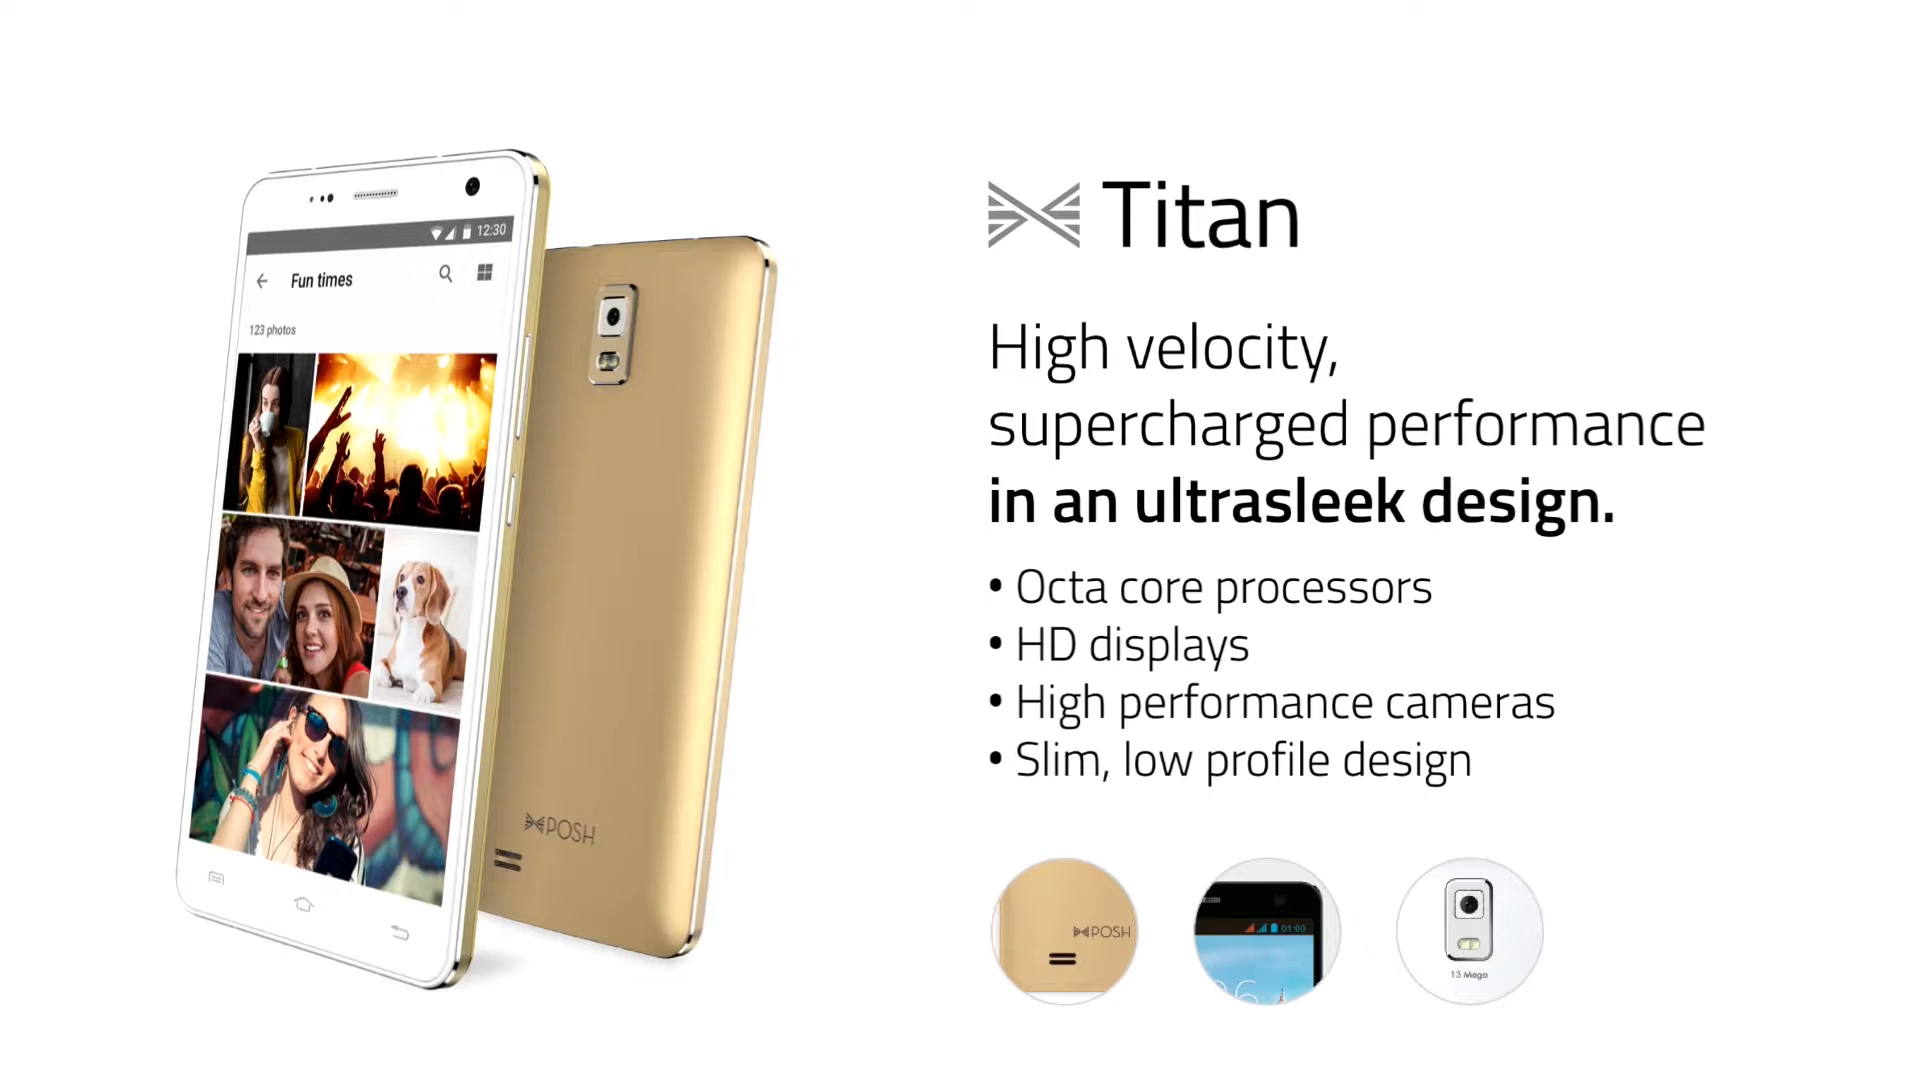 12:30
Fun times
123 photos
POSH
Titan
High velocity,
supercharged performance
in an ultrasleek design.
• Octa core processors
• HD displays
• High performance cameras
• Slim, low profile design
POSH
01:00
13 Mega